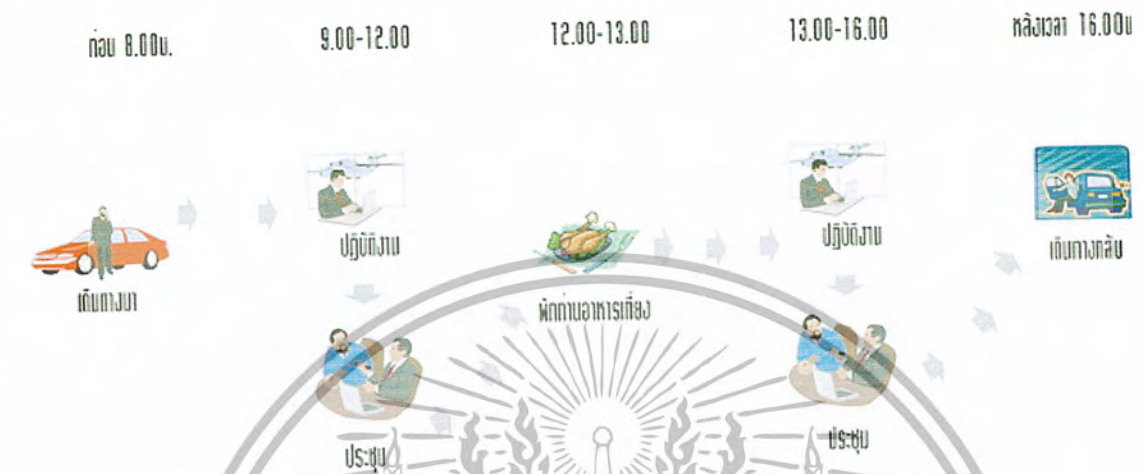 ก่อน 8.00น.
9.00-12.00
12.00-13.00
13.00-16.00
หลังเวลา 16.00น
เดินทางมา
ปฏิบัติงาน
ประชุม
พักทานอาหารเที่ยง
ปฏิบัติงาน
ประชุม
เดินทางกลับ